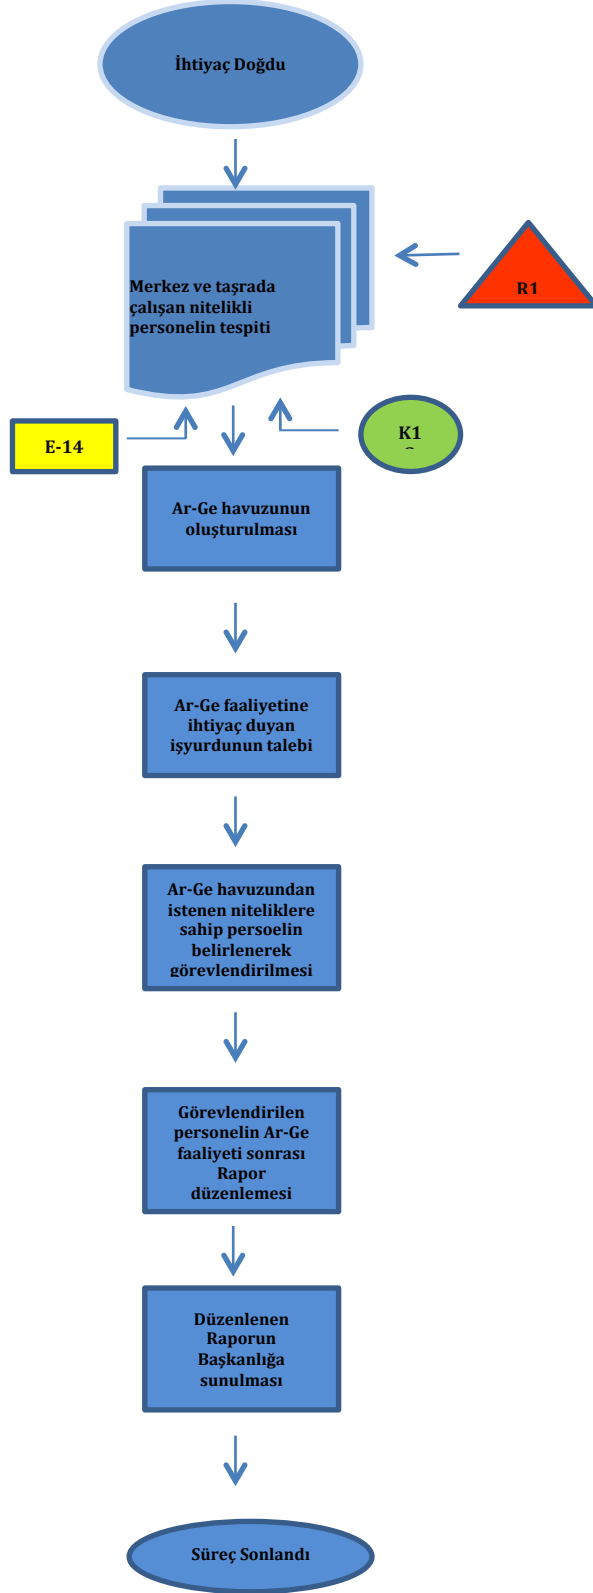 İhtiyaç Doğdu
Merkez ve taşrada
çalışan nitelikli
personelin tespiti
R1
E-14
K1
Ar-Ge havuzunun
oluşturulması
Ar-Ge faaliyetine
ihtiyaç duyan
işyurdunun talebi
Ar-Ge havuzundan
istenen niteliklere
sahip persoelin
belirlenerek
görevlendirilmesi
Görevlendirilen
personelin Ar-Ge
faaliyeti sonrası
Rapor
düzenlemesi
Düzenlenen
Raporun
Başkanlığa
sunulması
Süreç Sonlandı